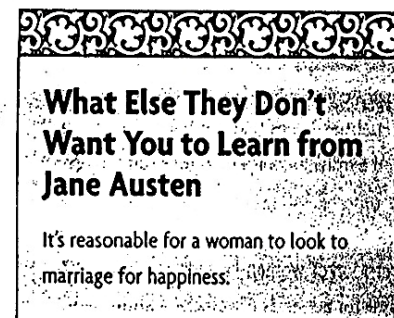 What Else They Don't
Want You to Learn from
Jane Austen
It's reasonable for a woman to look to
marriage for happiness.